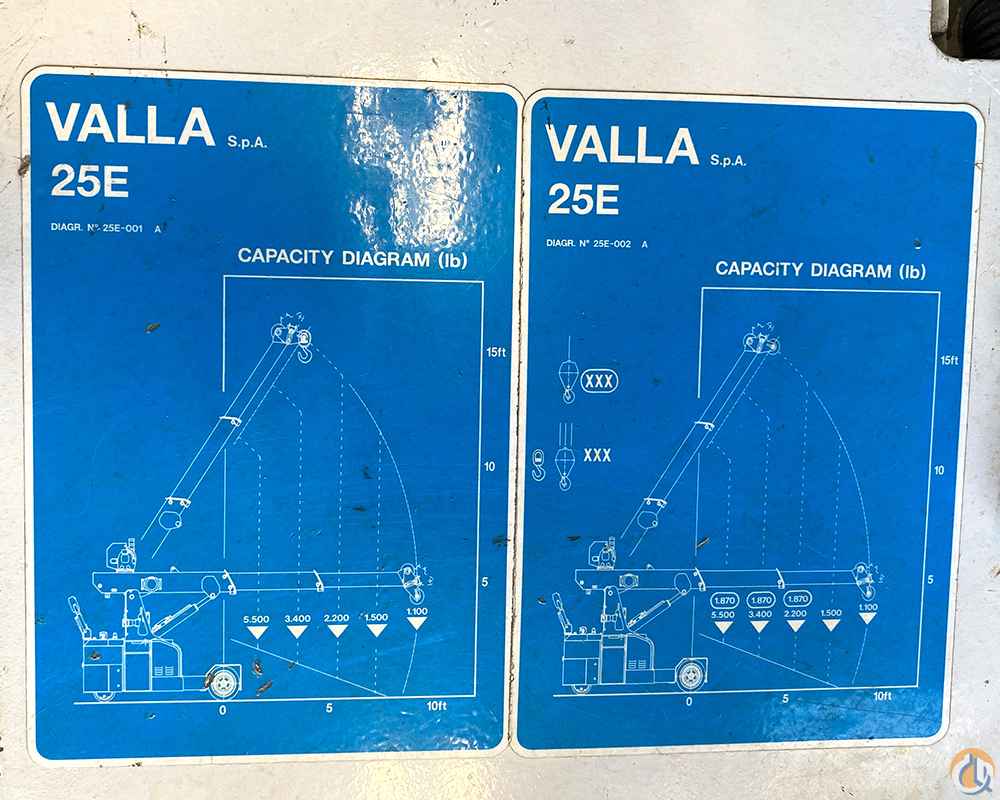 VALLA S.p.A.
25E
DIAGR. N° 25E-001 A
CAPACITY DIAGRAM (lb)
15ft
10
5
5.500 3.400 2.200 1.500 1.100
0 5 10ft
VALLA S.p.A.
25E
DIAGR. N° 25E-002 A
CAPACITY DIAGRAM (lb)
15ft
XXX
XXX
10
5
1.870 1.870 1.870
5.500 3.400 2.200 1.500 1.100
0 5 10ft